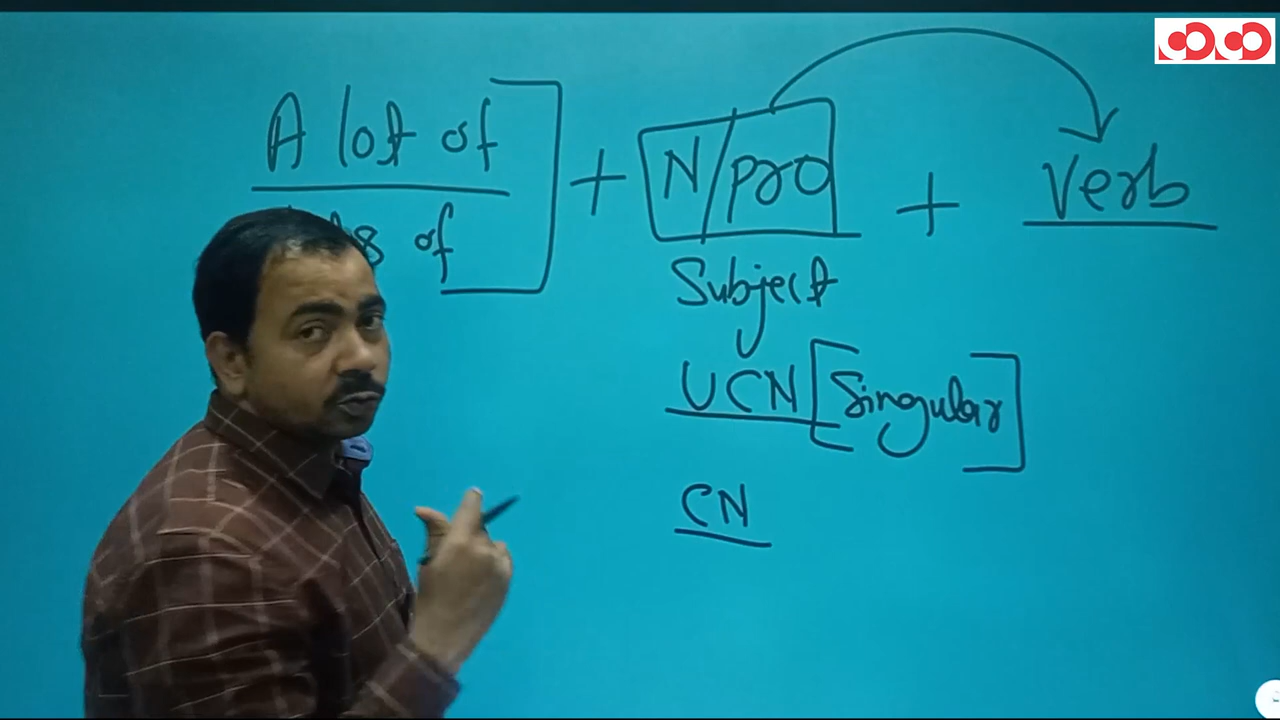 A lot of
of
+ N/pro + Verb
Subject
UCN [Singular]
CN